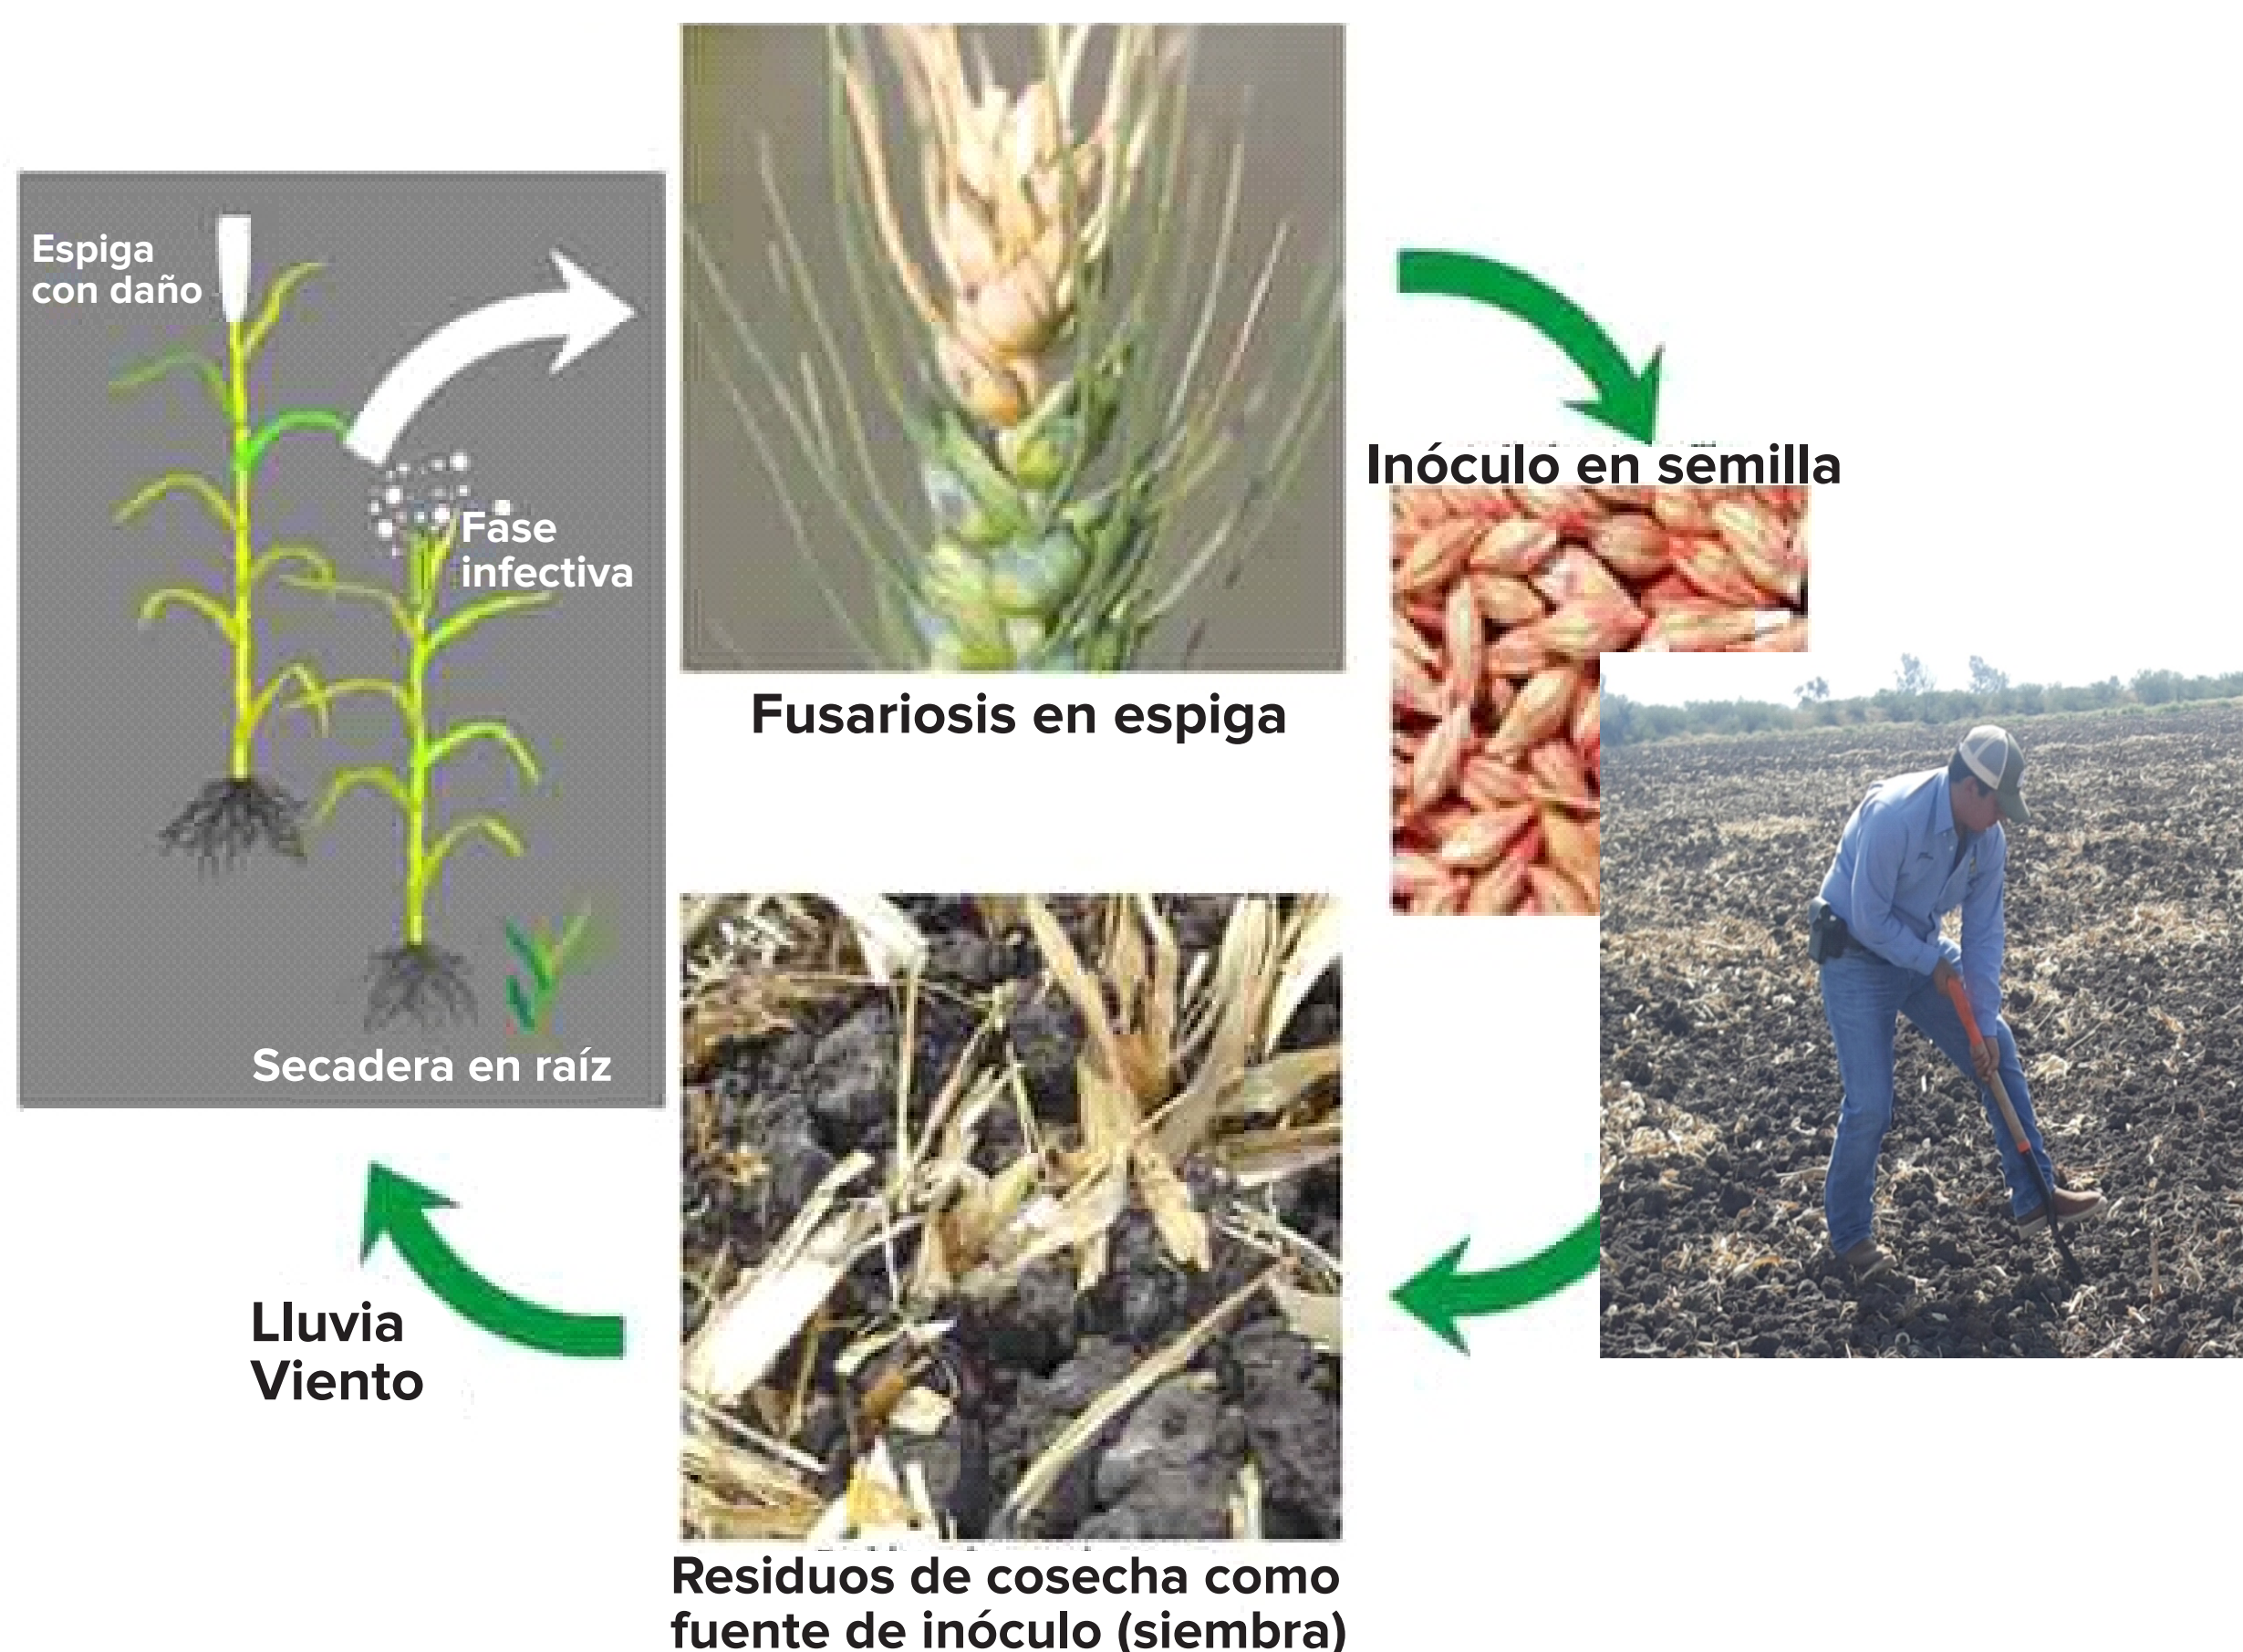 Espiga
con daño
Fase
infectiva
Secadera en raíz
Fusariosis en espiga
Inóculo en semilla
Lluvia
Viento
Residuos de cosecha como
fuente de inóculo (siembra)